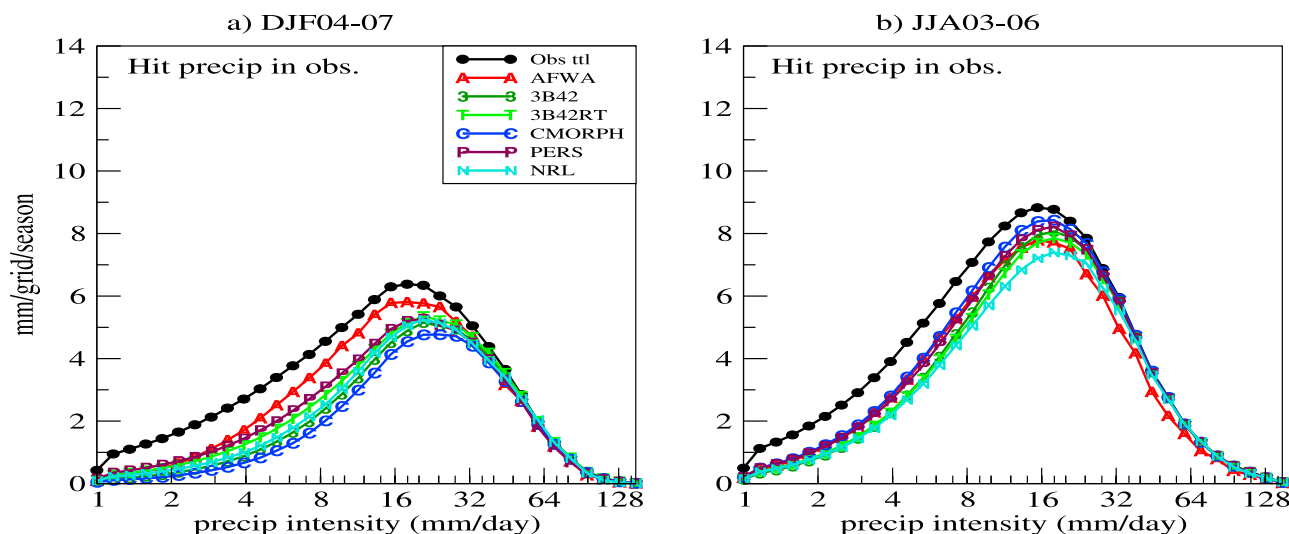 a) DJF04-07
14
12
10
8
6
4
2
0
mm/grid/season
Hit precip in obs.
Obs ttl
AFWA
3B42
3B42RT
CMORPH
PERS
NRL
1 2 4 8 16 32 64 128
precip intensity (mm/day)
b) JJA03-06
14
12
10
8
6
4
2
0
Hit precip in obs.
1 2 4 8 16 32 64 128
precip intensity (mm/day)